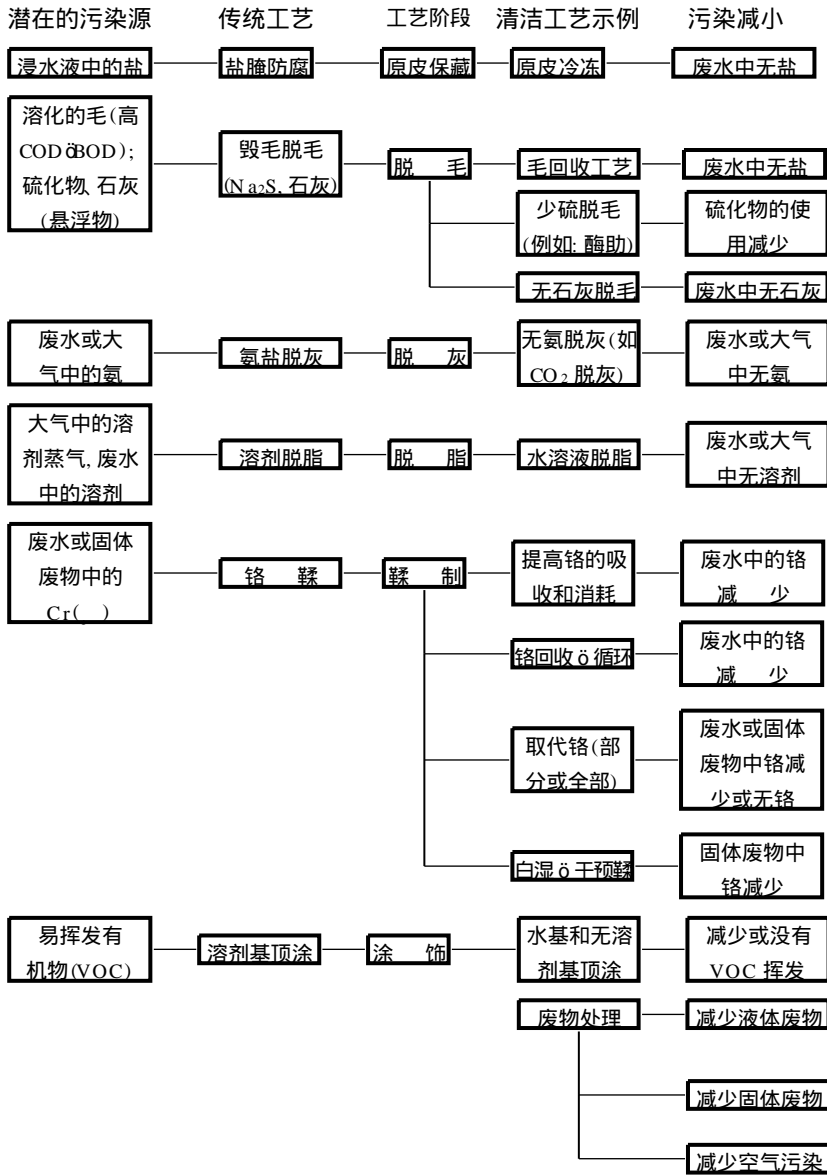 潜在的污染源 传统工艺 工艺阶段 清洁工艺示例 污染减小
浸水液中的盐 盐腌防腐 原皮保藏 原皮冷冻 废水中无盐
溶化的毛(高
CODöBOD);
硫化物、石灰
(悬浮物)
毁毛脱毛
(Na₂S, 石灰)
脱 毛
毛回收工艺
废水中无盐
少硫脱毛
(例如: 酶助)
硫化物的使
用减少
无石灰脱毛
废水中无石灰
废水或大
气中的氨
氨盐脱灰
脱 灰
无氨脱灰(如
CO₂ 脱灰)
废水或大气
中无氨
大气中的溶
剂蒸气, 废水
中的溶剂
溶剂脱脂
脱 脂
水溶液脱脂
废水或大气
中无溶剂
废水或固体
废物中的
Cr( )
铬 鞣
鞣 制
提高铬的吸
收和消耗
废水中的铬
减 少
铬回收ö循环
废水中的铬
减 少
取代铬(部
分或全部)
废水或固体
废物中铬减
少或无铬
白湿ö干预鞣
固体废物中
铬减少
易挥发有
机物(VOC)
溶剂基顶涂
涂 饰
水基和无溶
剂基顶涂
减少或没有
VOC 挥发
废物处理
减少液体废物
减少固体废物
减少空气污染